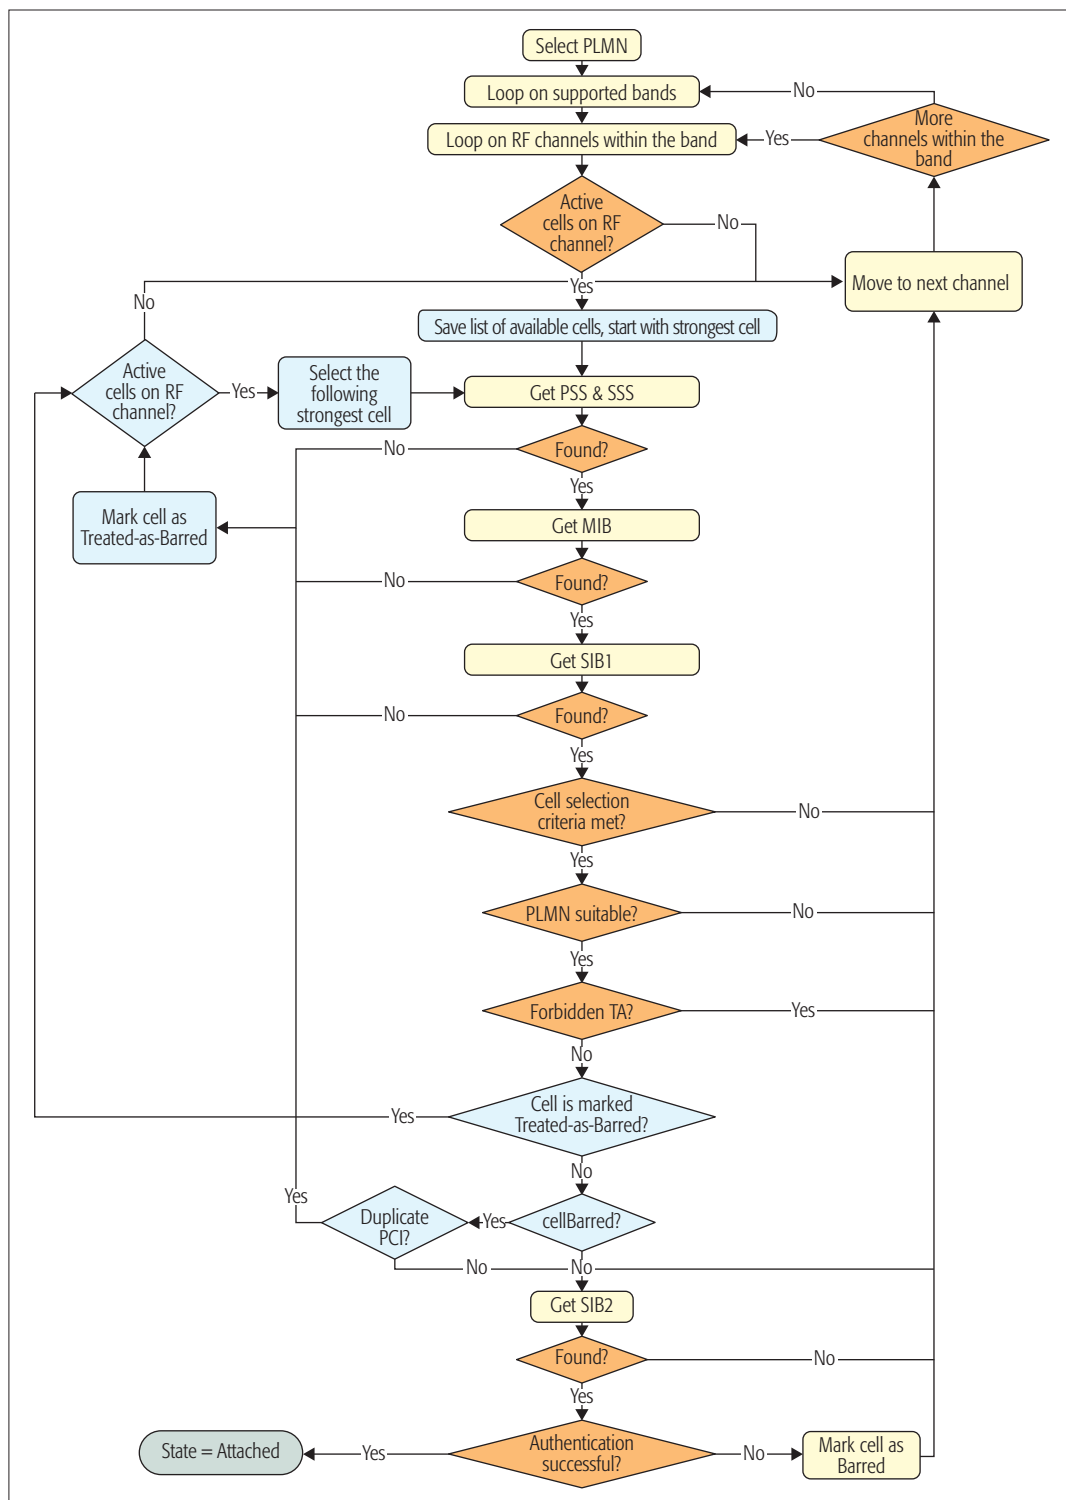 Select PLMN
Loop on supported bands
No
More
channels within the
band
Loop on RF channels within the band
Yes
Active
cells on RF
channel?
No
Move to next channel
Yes
No
Save list of available cells, start with strongest cell
Active
cells on RF
channel?
Yes
Select the
following
strongest cell
Get PSS & SSS
No
Found?
Yes
Mark cell as
Treated-as-Barred
Get MIB
No
Found?
Yes
Get SIB1
No
Found?
Yes
Cell selection
criteria met?
No
Yes
PLMN suitable?
No
Yes
Forbidden TA?
Yes
No
Yes
Cell is marked
Treated-as-Barred?
No
Yes
Duplicate
PCI?
Yes
cellBarred?
No
No
Get SIB2
Found?
No
Yes
State = Attached
Yes
Authentication
successful?
No
Mark cell as
Barred